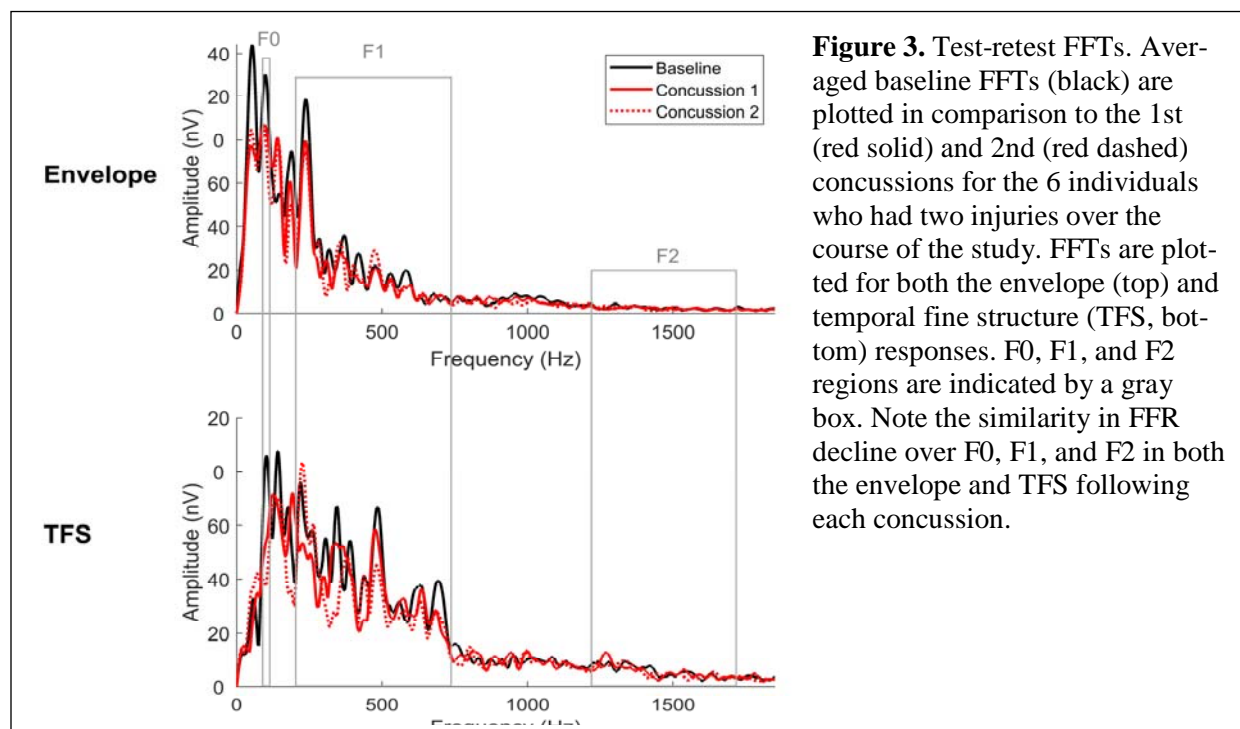 F0
F1
40
20
0
60
40
20
0
Amplitude (nV)
Envelope
Baseline
Concussion 1
Concussion 2
F2
0
500
1000
1500
Frequency (Hz)
20
0
60
40
20
0
Amplitude (nV)
TFS
0
500
1000
1500
Frequency (Hz)
Figure 3. Test-retest FFTs. Aver-
aged baseline FFTs (black) are
plotted in comparison to the 1st
(red solid) and 2nd (red dashed)
concussions for the 6 individuals
who had two injuries over the
course of the study. FFTs are plot-
ted for both the envelope (top) and
temporal fine structure (TFS, bot-
tom) responses. F0, F1, and F2
regions are indicated by a gray
box. Note the similarity in FFR
decline over F0, F1, and F2 in both
the envelope and TFS following
each concussion.